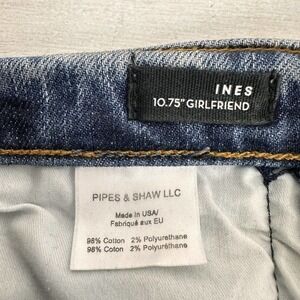 INES
10.75" GIRLFRIEND
PIPES & SHAW LLC
Made in USA/
Fabriqué aux EU
98% Cotton 2% Polyurethane
98% Cotton 2% Polyuréthane